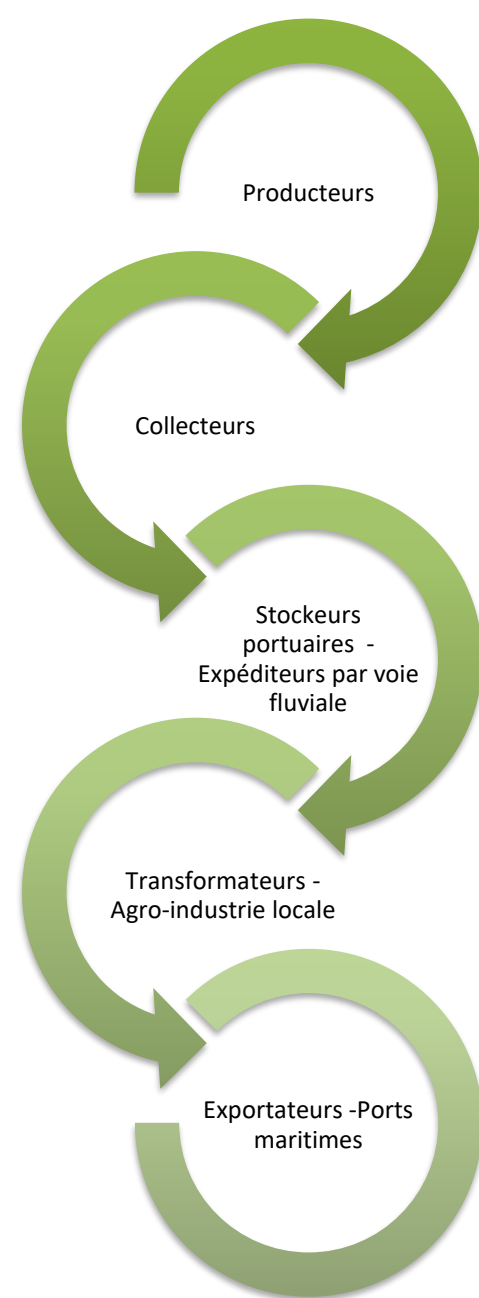 Producteurs
Collecteurs
Stockeurs
portuaires -
Expéditeurs par voie
fluviale
Transformateurs -
Agro-industrie locale
Exportateurs -Ports
maritimes